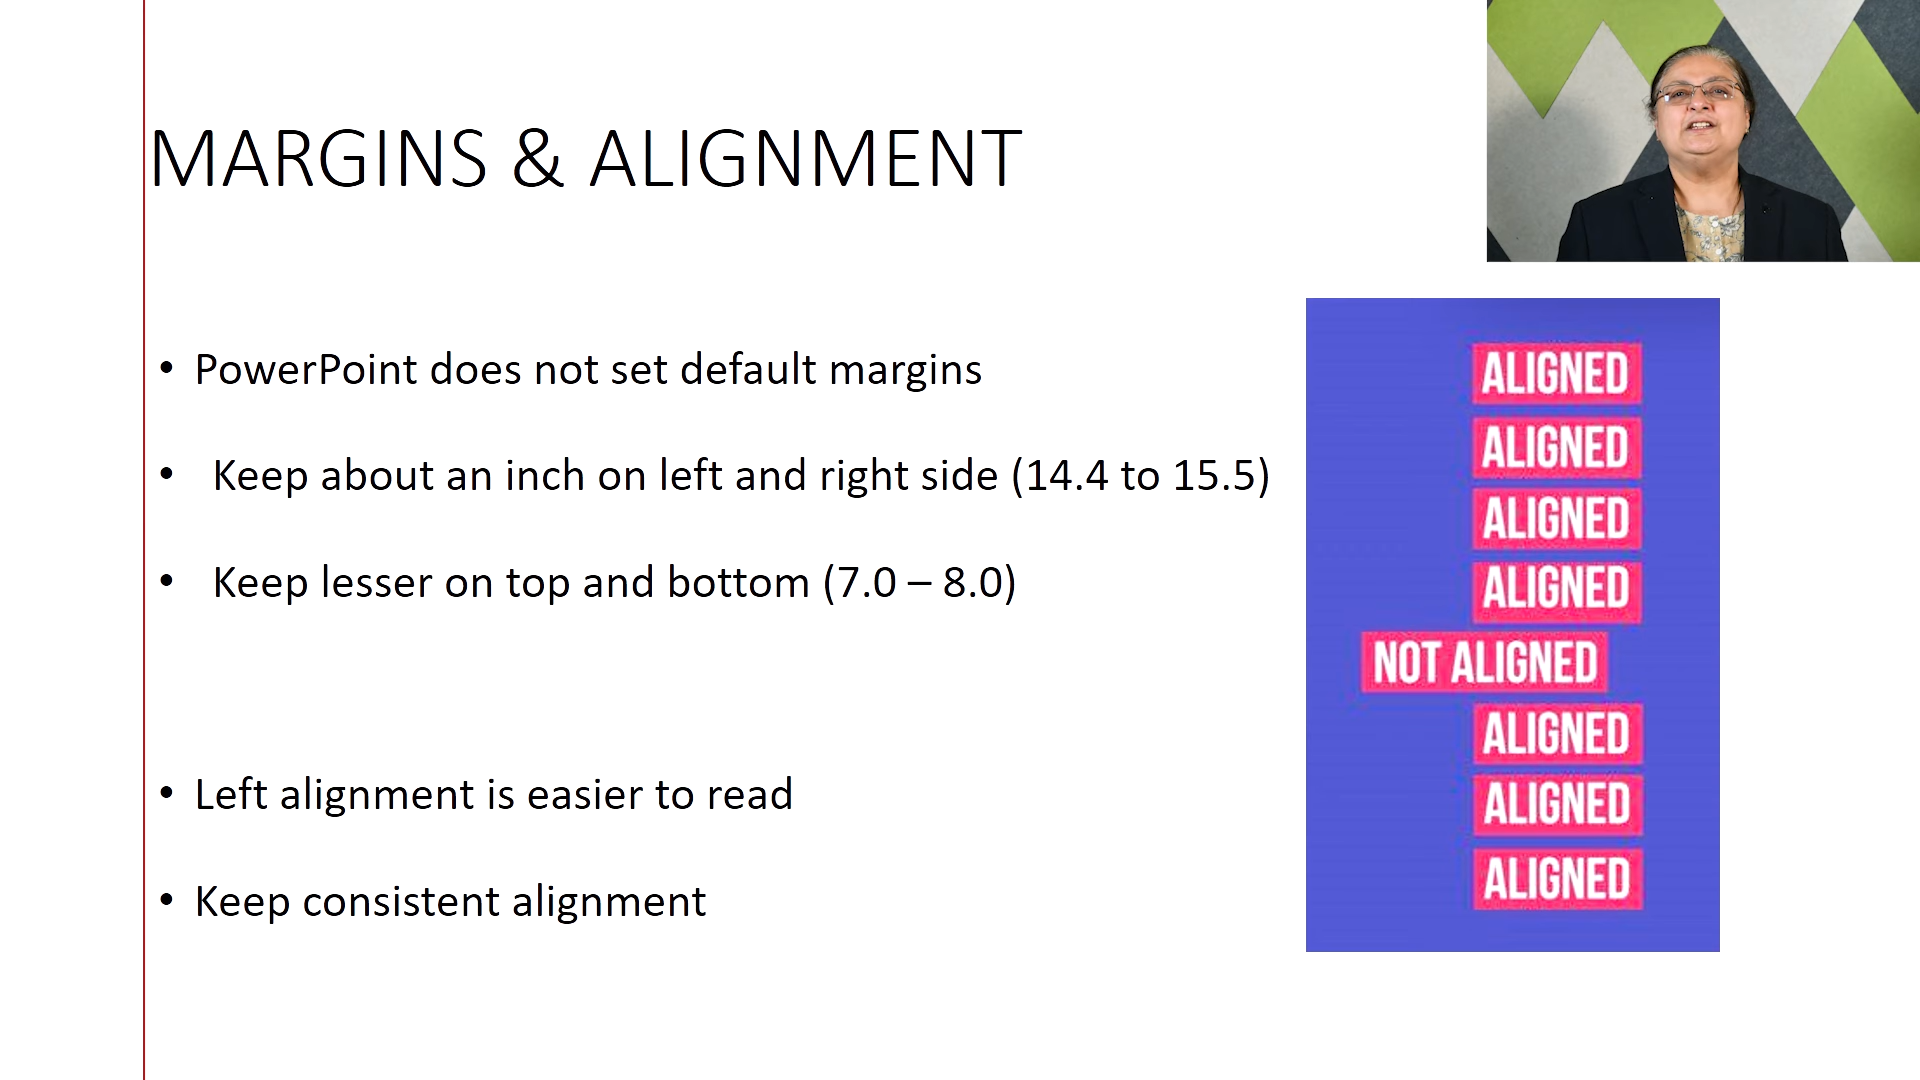 MARGINS & ALIGNMENT
• PowerPoint does not set default margins
• Keep about an inch on left and right side (14.4 to 15.5)
• Keep lesser on top and bottom (7.0 – 8.0)
• Left alignment is easier to read
• Keep consistent alignment
ALIGNED
ALIGNED
ALIGNED
ALIGNED
NOT ALIGNED
ALIGNED
ALIGNED
ALIGNED